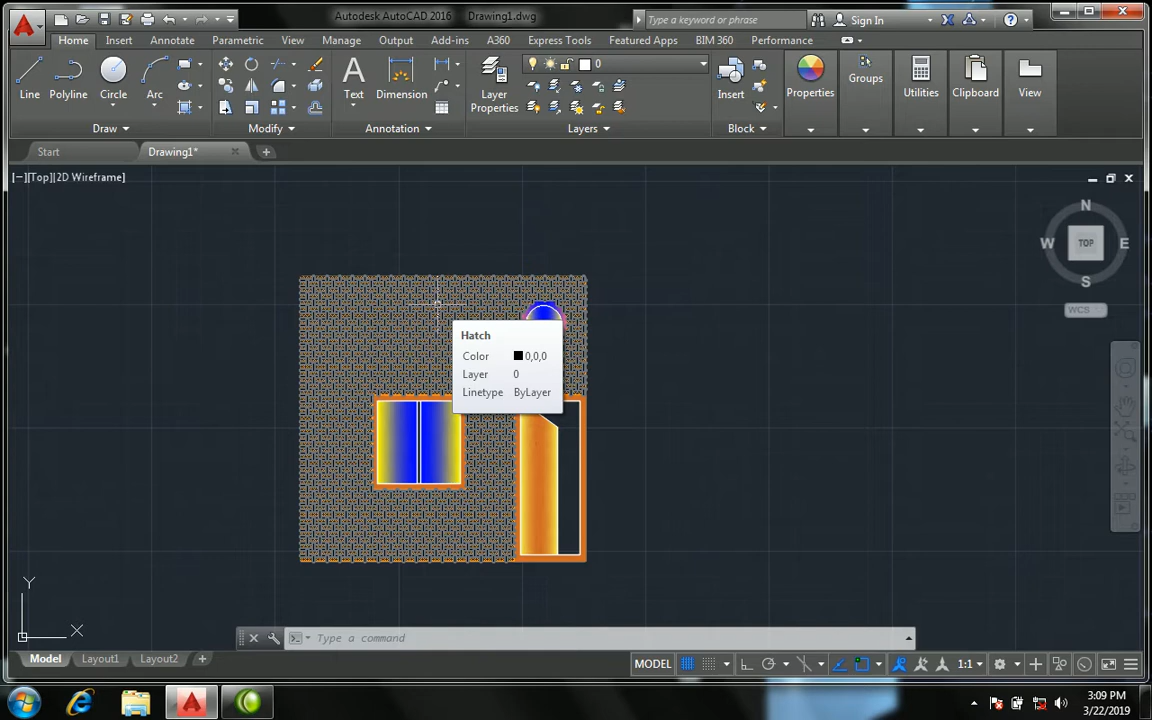 Autodesk AutoCAD 2016 Drawing1.dwg
Type a keyword or phrase
Sign In
Home Insert Annotate Parametric View Manage Output Add-ins A360 Express Tools Featured Apps BIM 360 Performance
Line Polyline Circle Arc
Text Dimension
Layer Properties
0
Insert
Properties Groups Utilities Clipboard View
Draw Modify Annotation Layers Block
Start Drawing1*
[−][Top][2D Wireframe]
N
W TOP E
S
WCS
Hatch
Color 0,0,0
Layer 0
Linetype ByLayer
Y
X
Type a command
Model Layout1 Layout2
MODEL 1:1
3:09 PM
3/22/2019